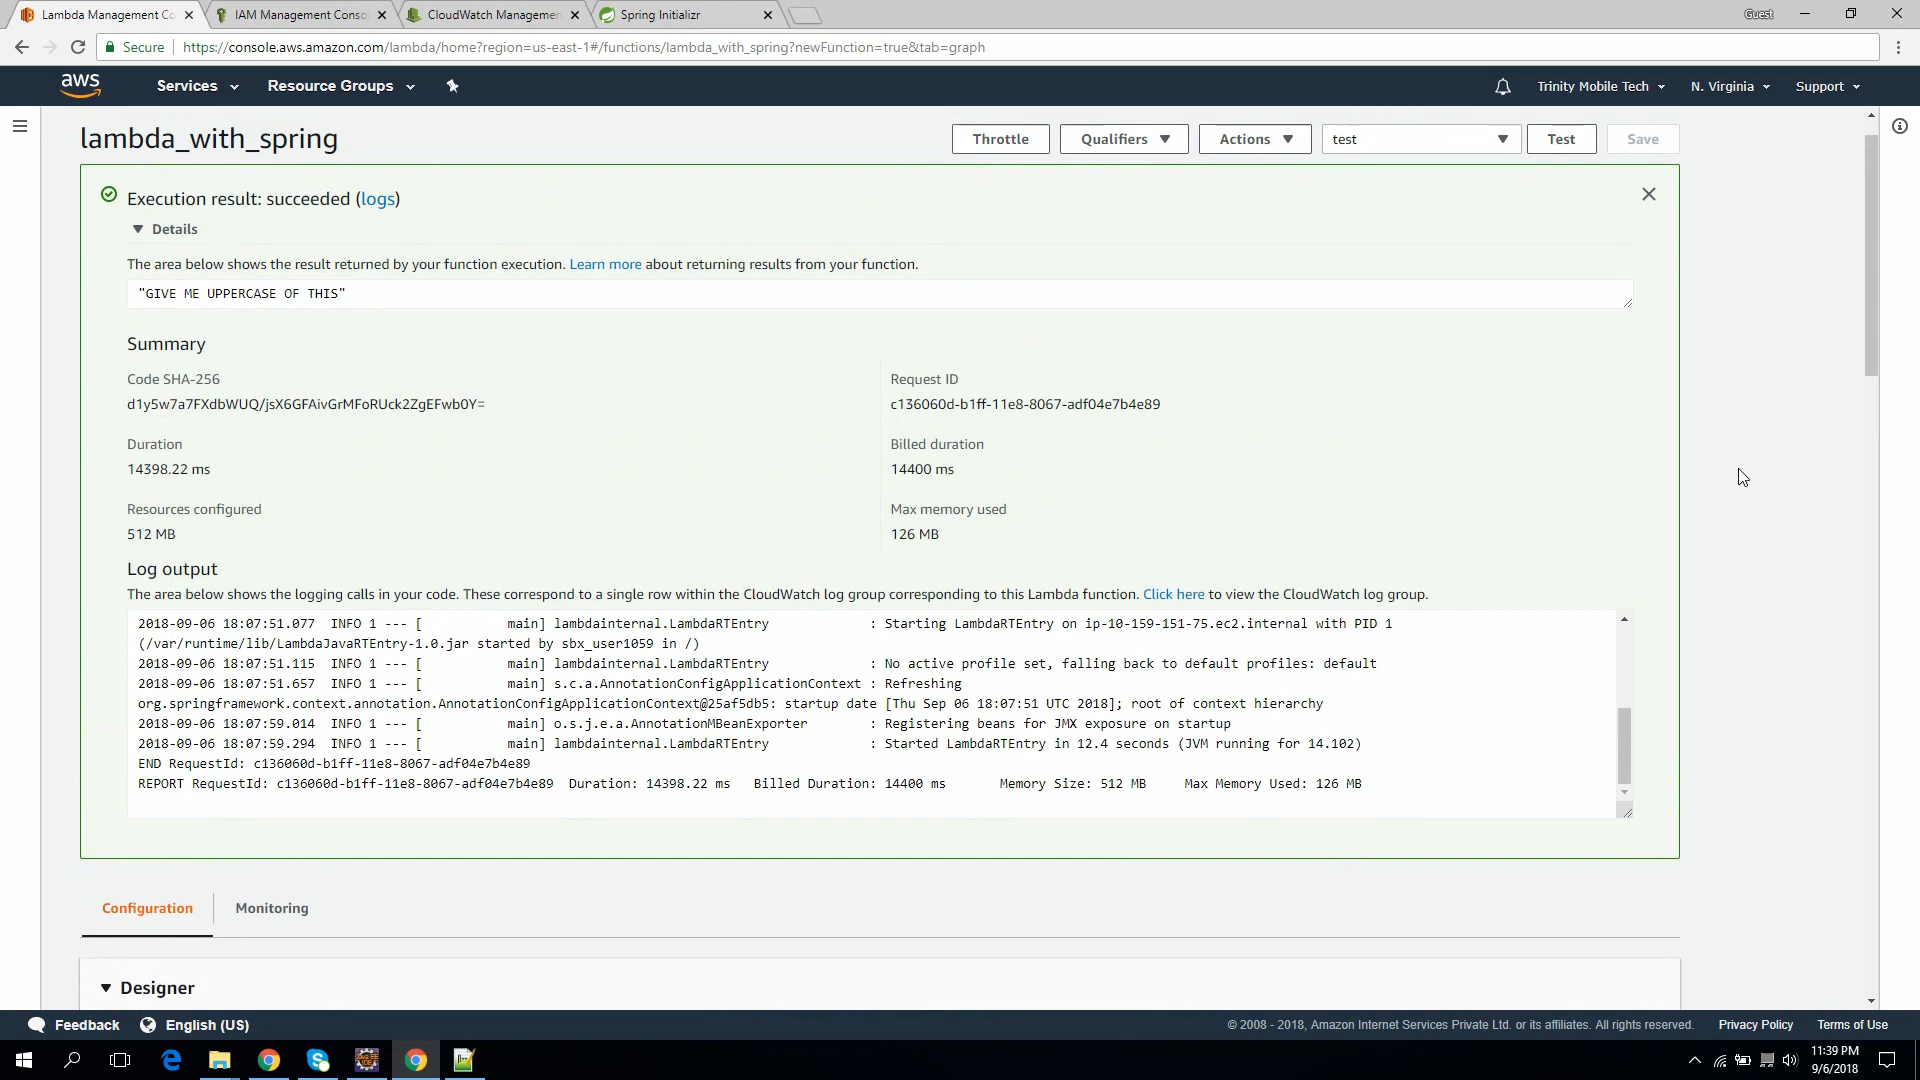 Lambda Management Co
IAM Management Conso
CloudWatch Managemen
Spring Initializr
Guest
Secure
https://console.aws.amazon.com/lambda/home?region=us-east-1#/functions/lambda_with_spring?newFunction=true&tab=graph
aws
Services
Resource Groups
Trinity Mobile Tech
N. Virginia
Support
lambda_with_spring
Throttle
Qualifiers
Actions
test
Test
Save
Execution result: succeeded (logs)
Details
The area below shows the result returned by your function execution. Learn more about returning results from your function.
"GIVE ME UPPERCASE OF THIS"
Summary
Code SHA-256
d1y5w7a7FXdbWUQ/jsX6GFAivGrMFoRUck2ZgEFwb0Y=
Request ID
c136060d-b1ff-11e8-8067-adf04e7b4e89
Duration
14398.22 ms
Billed duration
14400 ms
Resources configured
512 MB
Max memory used
126 MB
Log output
The area below shows the logging calls in your code. These correspond to a single row within the CloudWatch log group corresponding to this Lambda function. Click here to view the CloudWatch log group.
2018-09-06 18:07:51.077  INFO 1 --- [           main] lambdainternal.LambdaRTEntry             : Starting LambdaRTEntry on ip-10-159-151-75.ec2.internal with PID 1
(/var/runtime/lib/LambdaJavaRTEntry-1.0.jar started by sbx_user1059 in /)
2018-09-06 18:07:51.115  INFO 1 --- [           main] lambdainternal.LambdaRTEntry             : No active profile set, falling back to default profiles: default
2018-09-06 18:07:51.657  INFO 1 --- [           main] s.c.a.AnnotationConfigApplicationContext : Refreshing
org.springframework.context.annotation.AnnotationConfigApplicationContext@25af5db5: startup date [Thu Sep 06 18:07:51 UTC 2018]; root of context hierarchy
2018-09-06 18:07:59.014  INFO 1 --- [           main] o.s.j.e.a.AnnotationMBeanExporter        : Registering beans for JMX exposure on startup
2018-09-06 18:07:59.294  INFO 1 --- [           main] lambdainternal.LambdaRTEntry             : Started LambdaRTEntry in 12.4 seconds (JVM running for 14.102)
END RequestId: c136060d-b1ff-11e8-8067-adf04e7b4e89
REPORT RequestId: c136060d-b1ff-11e8-8067-adf04e7b4e89  Duration: 14398.22 ms   Billed Duration: 14400 ms       Memory Size: 512 MB     Max Memory Used: 126 MB
Configuration
Monitoring
Designer
Feedback
English (US)
© 2008 - 2018, Amazon Internet Services Private Ltd. or its affiliates. All rights reserved.
Privacy Policy
Terms of Use
11:39 PM
9/6/2018